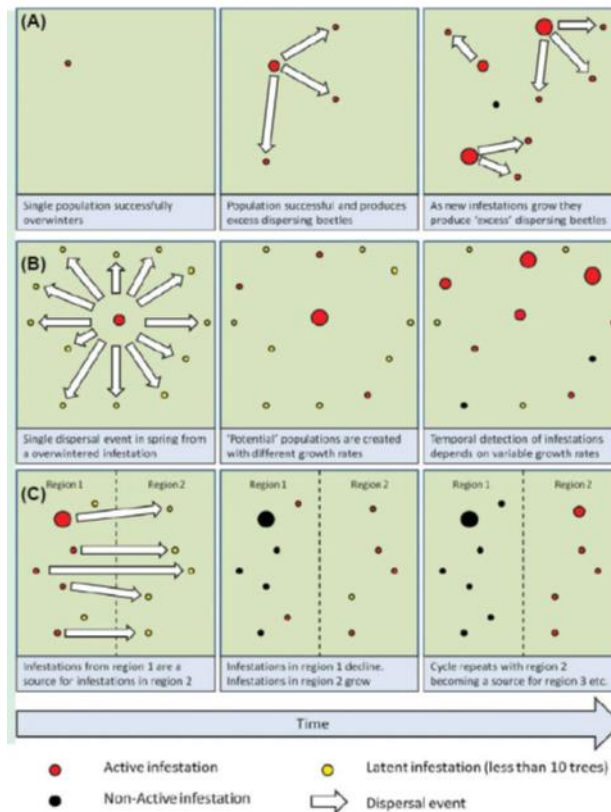 (A)
Single population successfully
overwinters
Population successful and produces
excess dispersing beetles
As new infestations grow they
produce 'excess' dispersing beetles
(B)
Single dispersal event in spring from
a overwintered infestation
'Potential' populations are created
with different growth rates
Temporal detection of infestations
depends on variable growth rates
(C)
Region 1 Region 2
Region 1 Region 2
Region 1 Region 2
Infestations from region 1 are a
source for infestations in region 2
Infestations in region 1 decline.
Infestations in region 2 grow
Cycle repeats with region 2
becoming a source for region 3 etc.
Time
Active infestation
Latent infestation (less than 10 trees)
Non-Active infestation
Dispersal event